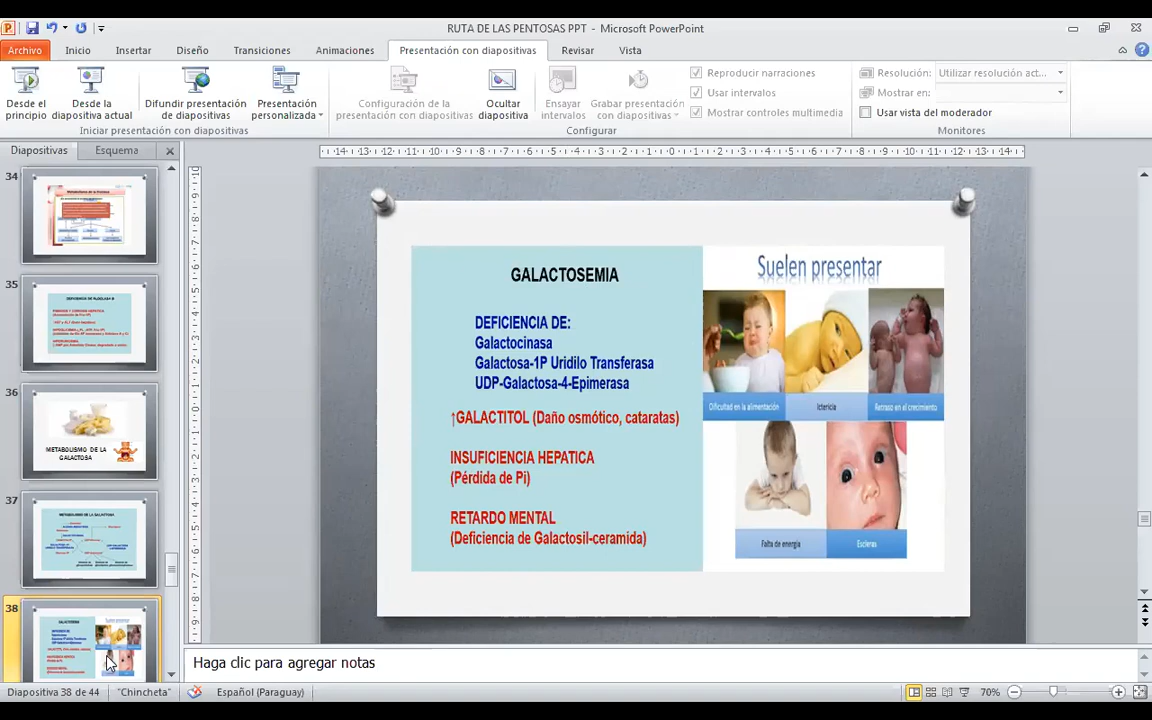 RUTA DE LAS PENTOSAS PPT - Microsoft PowerPoint
Archivo Inicio Insertar Diseño Transiciones Animaciones Presentación con diapositivas Revisar Vista
Desde el principio
Desde la diapositiva actual
Difundir presentación de diapositivas
Presentación personalizada
Configuración de la presentación con diapositivas
Ocultar diapositiva
Ensayar intervalos
Grabar presentación con diapositivas
Reproducir narraciones
Usar intervalos
Mostrar controles multimedia
Resolución: Utilizar resolución act...
Mostrar en:
Usar vista del moderador
Iniciar presentación con diapositivas
Configurar
Monitores
Diapositivas Esquema
34
35
36
METABOLISMO DE LA
GALACTOSA
37
38
GALACTOSEMIA
DEFICIENCIA DE:
Galactocinasa
Galactosa-1P Uridilo Transferasa
UDP-Galactosa-4-Epimerasa
↑GALACTITOL (Daño osmótico, cataratas)
INSUFICIENCIA HEPATICA
(Pérdida de Pi)
RETARDO MENTAL
(Deficiencia de Galactosil-ceramida)
Suelen presentar
Dificultad en la alimentación
Ictericia
Retraso en el crecimiento
Falta de energía
Escleras
Haga clic para agregar notas
Diapositiva 38 de 44 "Chincheta" Español (Paraguay) 70%